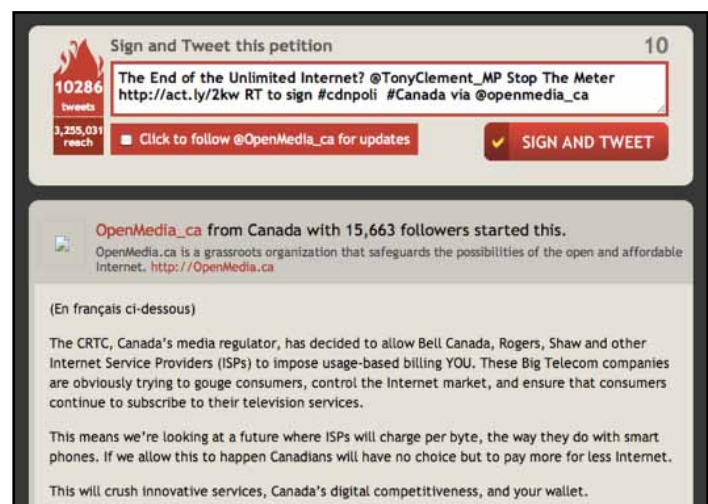 Sign and Tweet this petition
10
10286
tweets
3,255,031
reach
The End of the Unlimited Internet? @TonyClement_MP Stop The Meter
http://act.ly/2kw RT to sign #cdnpoli #Canada via @openmedia_ca
Click to follow @OpenMedia_ca for updates
SIGN AND TWEET
OpenMedia_ca from Canada with 15,663 followers started this.
OpenMedia.ca is a grassroots organization that safeguards the possibilities of the open and affordable
Internet. http://OpenMedia.ca
(En français ci-dessous)
The CRTC, Canada's media regulator, has decided to allow Bell Canada, Rogers, Shaw and other
Internet Service Providers (ISPs) to impose usage-based billing YOU. These Big Telecom companies
are obviously trying to gouge consumers, control the Internet market, and ensure that consumers
continue to subscribe to their television services.
This means we're looking at a future where ISPs will charge per byte, the way they do with smart
phones. If we allow this to happen Canadians will have no choice but to pay more for less Internet.
This will crush innovative services, Canada's digital competitiveness, and your wallet.